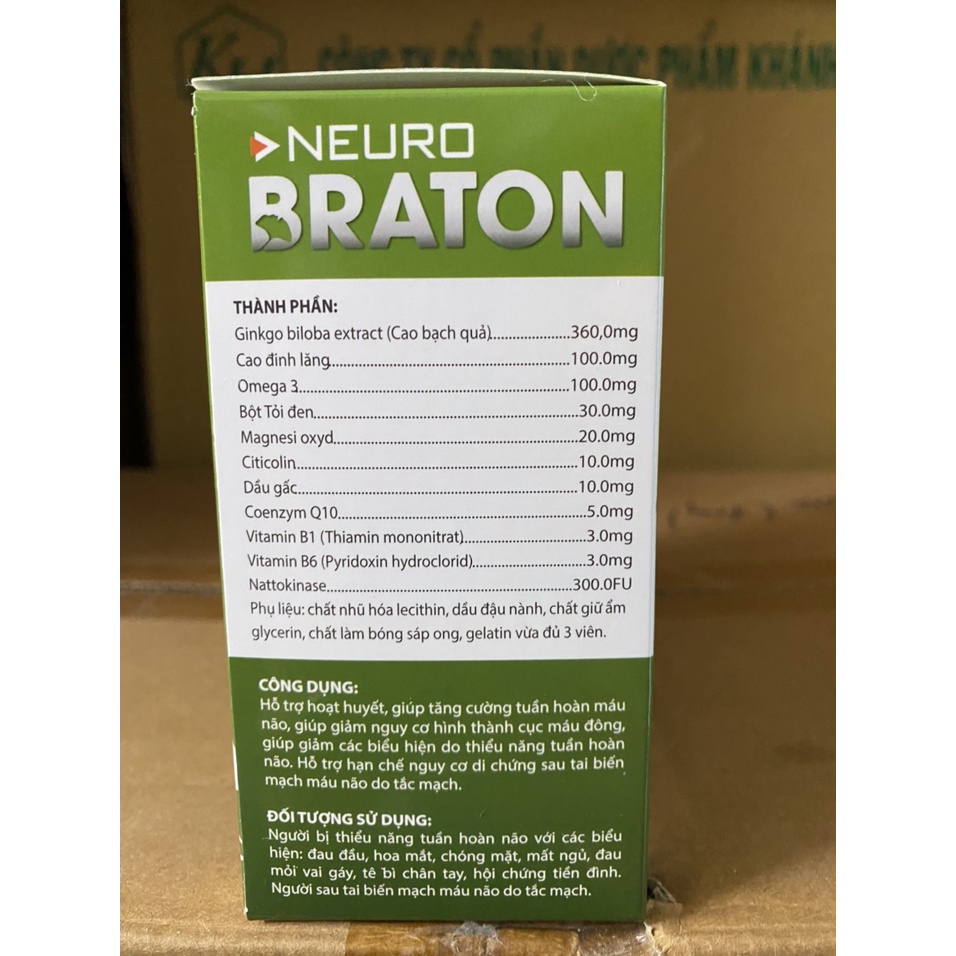 CÔNG TY CỔ PHẦN DƯỢC PHẨM KHÁNH
NEURO
BRATON
THÀNH PHẦN:
Ginkgo biloba extract (Cao bạch quả)......................360,0mg
Cao đinh lăng..........................................................100.0mg
Omega 3.................................................................100.0mg
Bột Tỏi đen................................................................30.0mg
Magnesi oxyd............................................................20.0mg
Citicolin....................................................................10.0mg
Dầu gấc....................................................................10.0mg
Coenzym Q10............................................................5.0mg
Vitamin B1 (Thiamin mononitrat)..............................3.0mg
Vitamin B6 (Pyridoxin hydroclorid)............................3.0mg
Nattokinase............................................................300.0FU
Phụ liệu: chất nhũ hóa lecithin, dầu đậu nành, chất giữ ẩm
glycerin, chất làm bóng sáp ong, gelatin vừa đủ 3 viên.
CÔNG DỤNG:
Hỗ trợ hoạt huyết, giúp tăng cường tuần hoàn máu
não, giúp giảm nguy cơ hình thành cục máu đông,
giúp giảm các biểu hiện do thiểu năng tuần hoàn
não. Hỗ trợ hạn chế nguy cơ di chứng sau tai biến
mạch máu não do tắc mạch.
ĐỐI TƯỢNG SỬ DỤNG:
Người bị thiểu năng tuần hoàn não với các biểu
hiện: đau đầu, hoa mắt, chóng mặt, mất ngủ, đau
mỏi vai gáy, tê bì chân tay, hội chứng tiền đình.
Người sau tai biến mạch máu não do tắc mạch.